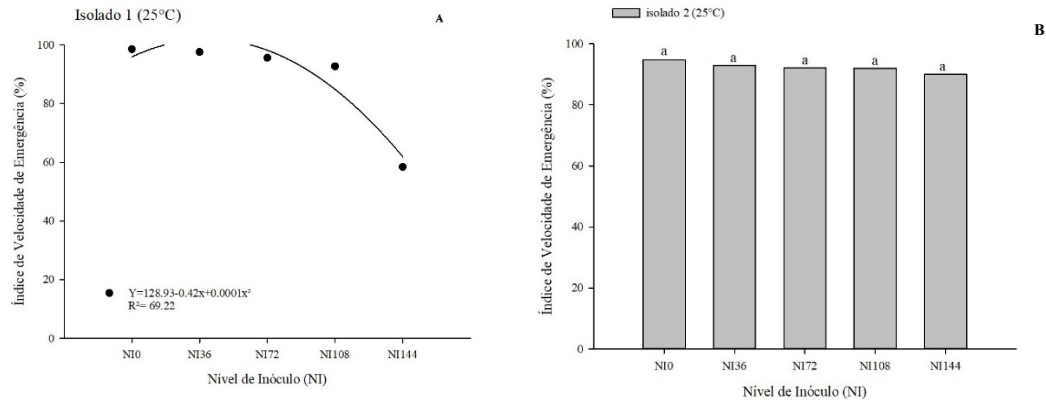 Isolado 1 (25°C)
A
Índice de Velocidade de Emergência (%)
100
80
60
40
20
0
Y=128.93-0.42x+0.0001x²
R²= 69.22
NI0 NI36 NI72 NI108 NI144
Nível de Inóculo (NI)
isolado 2 (25°C)
B
Índice de Velocidade de Emergência (%)
100
80
60
40
20
0
a a a a a
NI0 NI36 NI72 NI108 NI144
Nível de Inóculo (NI)